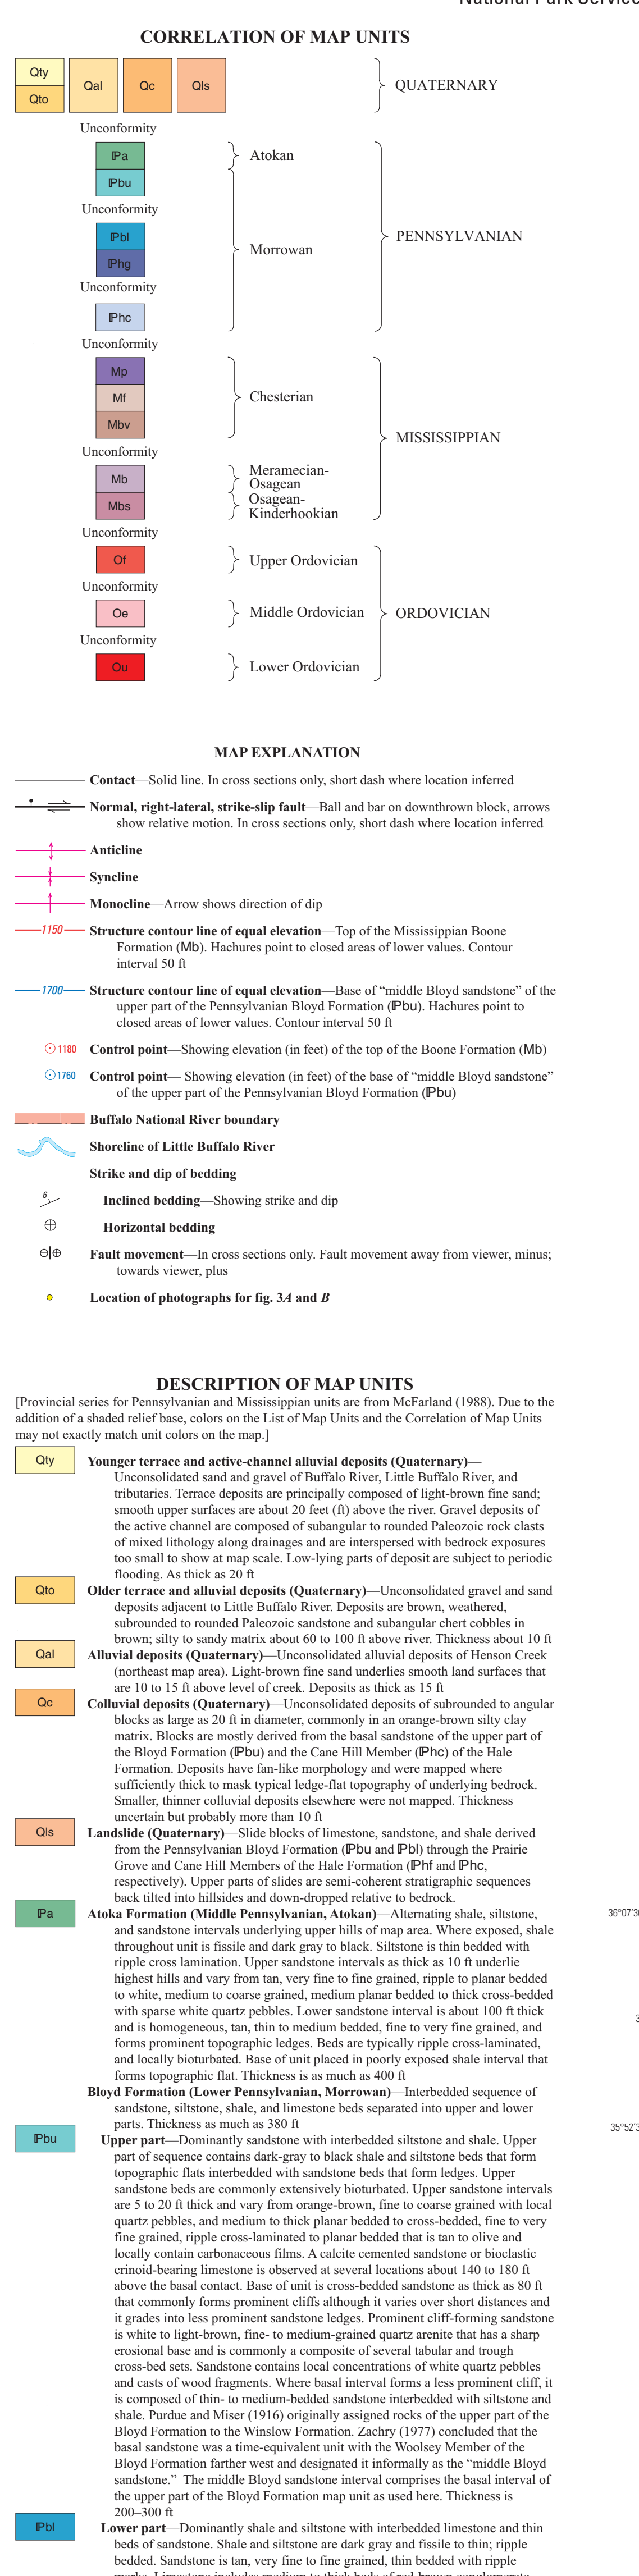 National Park Service
CORRELATION OF MAP UNITS
Qty
Qto
Qal
Qc
Qls
QUATERNARY
Unconformity
ℙa
Atokan
ℙbu
Unconformity
ℙbl
ℙhg
Unconformity
ℙhc
Morrowan
PENNSYLVANIAN
Unconformity
Mp
Mf
Mbv
Chesterian
Unconformity
Mb
Meramecian-
Osagean
Mbs
Osagean-
Kinderhookian
MISSISSIPPIAN
Unconformity
Of
Upper Ordovician
Unconformity
Oe
Middle Ordovician
ORDOVICIAN
Unconformity
Ou
Lower Ordovician
MAP EXPLANATION
Contact—Solid line. In cross sections only, short dash where location inferred
Normal, right-lateral, strike-slip fault—Ball and bar on downthrown block, arrows
show relative motion. In cross sections only, short dash where location inferred
Anticline
Syncline
Monocline—Arrow shows direction of dip
1150
Structure contour line of equal elevation—Top of the Mississippian Boone
Formation (Mb). Hachures point to closed areas of lower values. Contour
interval 50 ft
1700
Structure contour line of equal elevation—Base of “middle Bloyd sandstone” of the
upper part of the Pennsylvanian Bloyd Formation (ℙbu). Hachures point to
closed areas of lower values. Contour interval 50 ft
1180
Control point—Showing elevation (in feet) of the top of the Boone Formation (Mb)
1760
Control point— Showing elevation (in feet) of the base of “middle Bloyd sandstone”
of the upper part of the Pennsylvanian Bloyd Formation (ℙbu)
Buffalo National River boundary
Shoreline of Little Buffalo River
Strike and dip of bedding
6
Inclined bedding—Showing strike and dip
Horizontal bedding
Fault movement—In cross sections only. Fault movement away from viewer, minus;
towards viewer, plus
Location of photographs for fig. 3A and B
DESCRIPTION OF MAP UNITS
[Provincial series for Pennsylvanian and Mississippian units are from McFarland (1988). Due to the
addition of a shaded relief base, colors on the List of Map Units and the Correlation of Map Units
may not exactly match unit colors on the map.]
Qty
Younger terrace and active-channel alluvial deposits (Quaternary)—
Unconsolidated sand and gravel of Buffalo River, Little Buffalo River, and
tributaries. Terrace deposits are principally composed of light-brown fine sand;
smooth upper surfaces are about 20 feet (ft) above the river. Gravel deposits of
the active channel are composed of subangular to rounded Paleozoic rock clasts
of mixed lithology along drainages and are interspersed with bedrock exposures
too small to show at map scale. Low-lying parts of deposit are subject to periodic
flooding. As thick as 20 ft
Qto
Older terrace and alluvial deposits (Quaternary)—Unconsolidated gravel and sand
deposits adjacent to Little Buffalo River. Deposits are brown, weathered,
subrounded to rounded Paleozoic sandstone and subangular chert cobbles in
brown; silty to sandy matrix about 60 to 100 ft above river. Thickness about 10 ft
Qal
Alluvial deposits (Quaternary)—Unconsolidated alluvial deposits of Henson Creek
(northeast map area). Light-brown fine sand underlies smooth land surfaces that
are 10 to 15 ft above level of creek. Deposits as thick as 15 ft
Qc
Colluvial deposits (Quaternary)—Unconsolidated deposits of subrounded to angular
blocks as large as 20 ft in diameter, commonly in an orange-brown silty clay
matrix. Blocks are mostly derived from the basal sandstone of the upper part of
the Bloyd Formation (ℙbu) and the Cane Hill Member (ℙhc) of the Hale
Formation. Deposits have fan-like morphology and were mapped where
sufficiently thick to mask typical ledge-flat topography of underlying bedrock.
Smaller, thinner colluvial deposits elsewhere were not mapped. Thickness
uncertain but probably more than 10 ft
Qls
Landslide (Quaternary)—Slide blocks of limestone, sandstone, and shale derived
from the Pennsylvanian Bloyd Formation (ℙbu and ℙbl) through the Prairie
Grove and Cane Hill Members of the Hale Formation (ℙhf and ℙhc,
respectively). Upper parts of slides are semi-coherent stratigraphic sequences
back tilted into hillsides and down-dropped relative to bedrock.
ℙa
Atoka Formation (Middle Pennsylvanian, Atokan)—Alternating shale, siltstone,
and sandstone intervals underlying upper hills of map area. Where exposed, shale
throughout unit is fissile and dark gray to black. Siltstone is thin bedded with
ripple cross lamination. Upper sandstone intervals as thick as 10 ft underlie
highest hills and vary from tan, very fine to fine grained, ripple to planar bedded
to white, medium to coarse grained, medium planar bedded to thick cross-bedded
with sparse white quartz pebbles. Lower sandstone interval is about 100 ft thick
and is homogeneous, tan, thin to medium bedded, fine to very fine grained, and
forms prominent topographic ledges. Beds are typically ripple cross-laminated,
and locally bioturbated. Base of unit placed in poorly exposed shale interval that
forms topographic flat. Thickness is as much as 400 ft
Bloyd Formation (Lower Pennsylvanian, Morrowan)—Interbedded sequence of
sandstone, siltstone, shale, and limestone beds separated into upper and lower
parts. Thickness as much as 380 ft
ℙbu
Upper part—Dominantly sandstone with interbedded siltstone and shale. Upper
part of sequence contains dark-gray to black shale and siltstone beds that form
topographic flats interbedded with sandstone beds that form ledges. Upper
sandstone beds are commonly extensively bioturbated. Upper sandstone intervals
are 5 to 20 ft thick and vary from orange-brown, fine to coarse grained with local
quartz pebbles, and medium to thick planar bedded to cross-bedded, fine to very
fine grained, ripple cross-laminated to planar bedded that is tan to olive and
locally contain carbonaceous films. A calcite cemented sandstone or bioclastic
crinoid-bearing limestone is observed at several locations about 140 to 180 ft
above the basal contact. Base of unit is cross-bedded sandstone as thick as 80 ft
that commonly forms prominent cliffs although it varies over short distances and
it grades into less prominent sandstone ledges. Prominent cliff-forming sandstone
is white to light-brown, fine- to medium-grained quartz arenite that has a sharp
erosional base and is commonly a composite of several tabular and trough
cross-bed sets. Sandstone contains local concentrations of white quartz pebbles
and casts of wood fragments. Where basal interval forms a less prominent cliff, it
is composed of thin- to medium-bedded sandstone interbedded with siltstone and
shale. Purdue and Miser (1916) originally assigned rocks of the upper part of the
Bloyd Formation to the Winslow Formation. Zachry (1977) concluded that the
basal sandstone was a time-equivalent unit with the Woolsey Member of the
Bloyd Formation farther west and designated it informally as the “middle Bloyd
sandstone.” The middle Bloyd sandstone interval comprises the basal interval of
the upper part of the Bloyd Formation map unit as used here. Thickness is
200–300 ft
ℙbl
Lower part—Dominantly shale and siltstone with interbedded limestone and thin
beds of sandstone. Shale and siltstone are dark gray and fissile to thin; ripple
bedded. Sandstone is tan, very fine to fine grained, thin bedded with ripple
marks. Limestone includes medium to thick beds of red-brown conglomerate
36°07'3
3
35°52'3